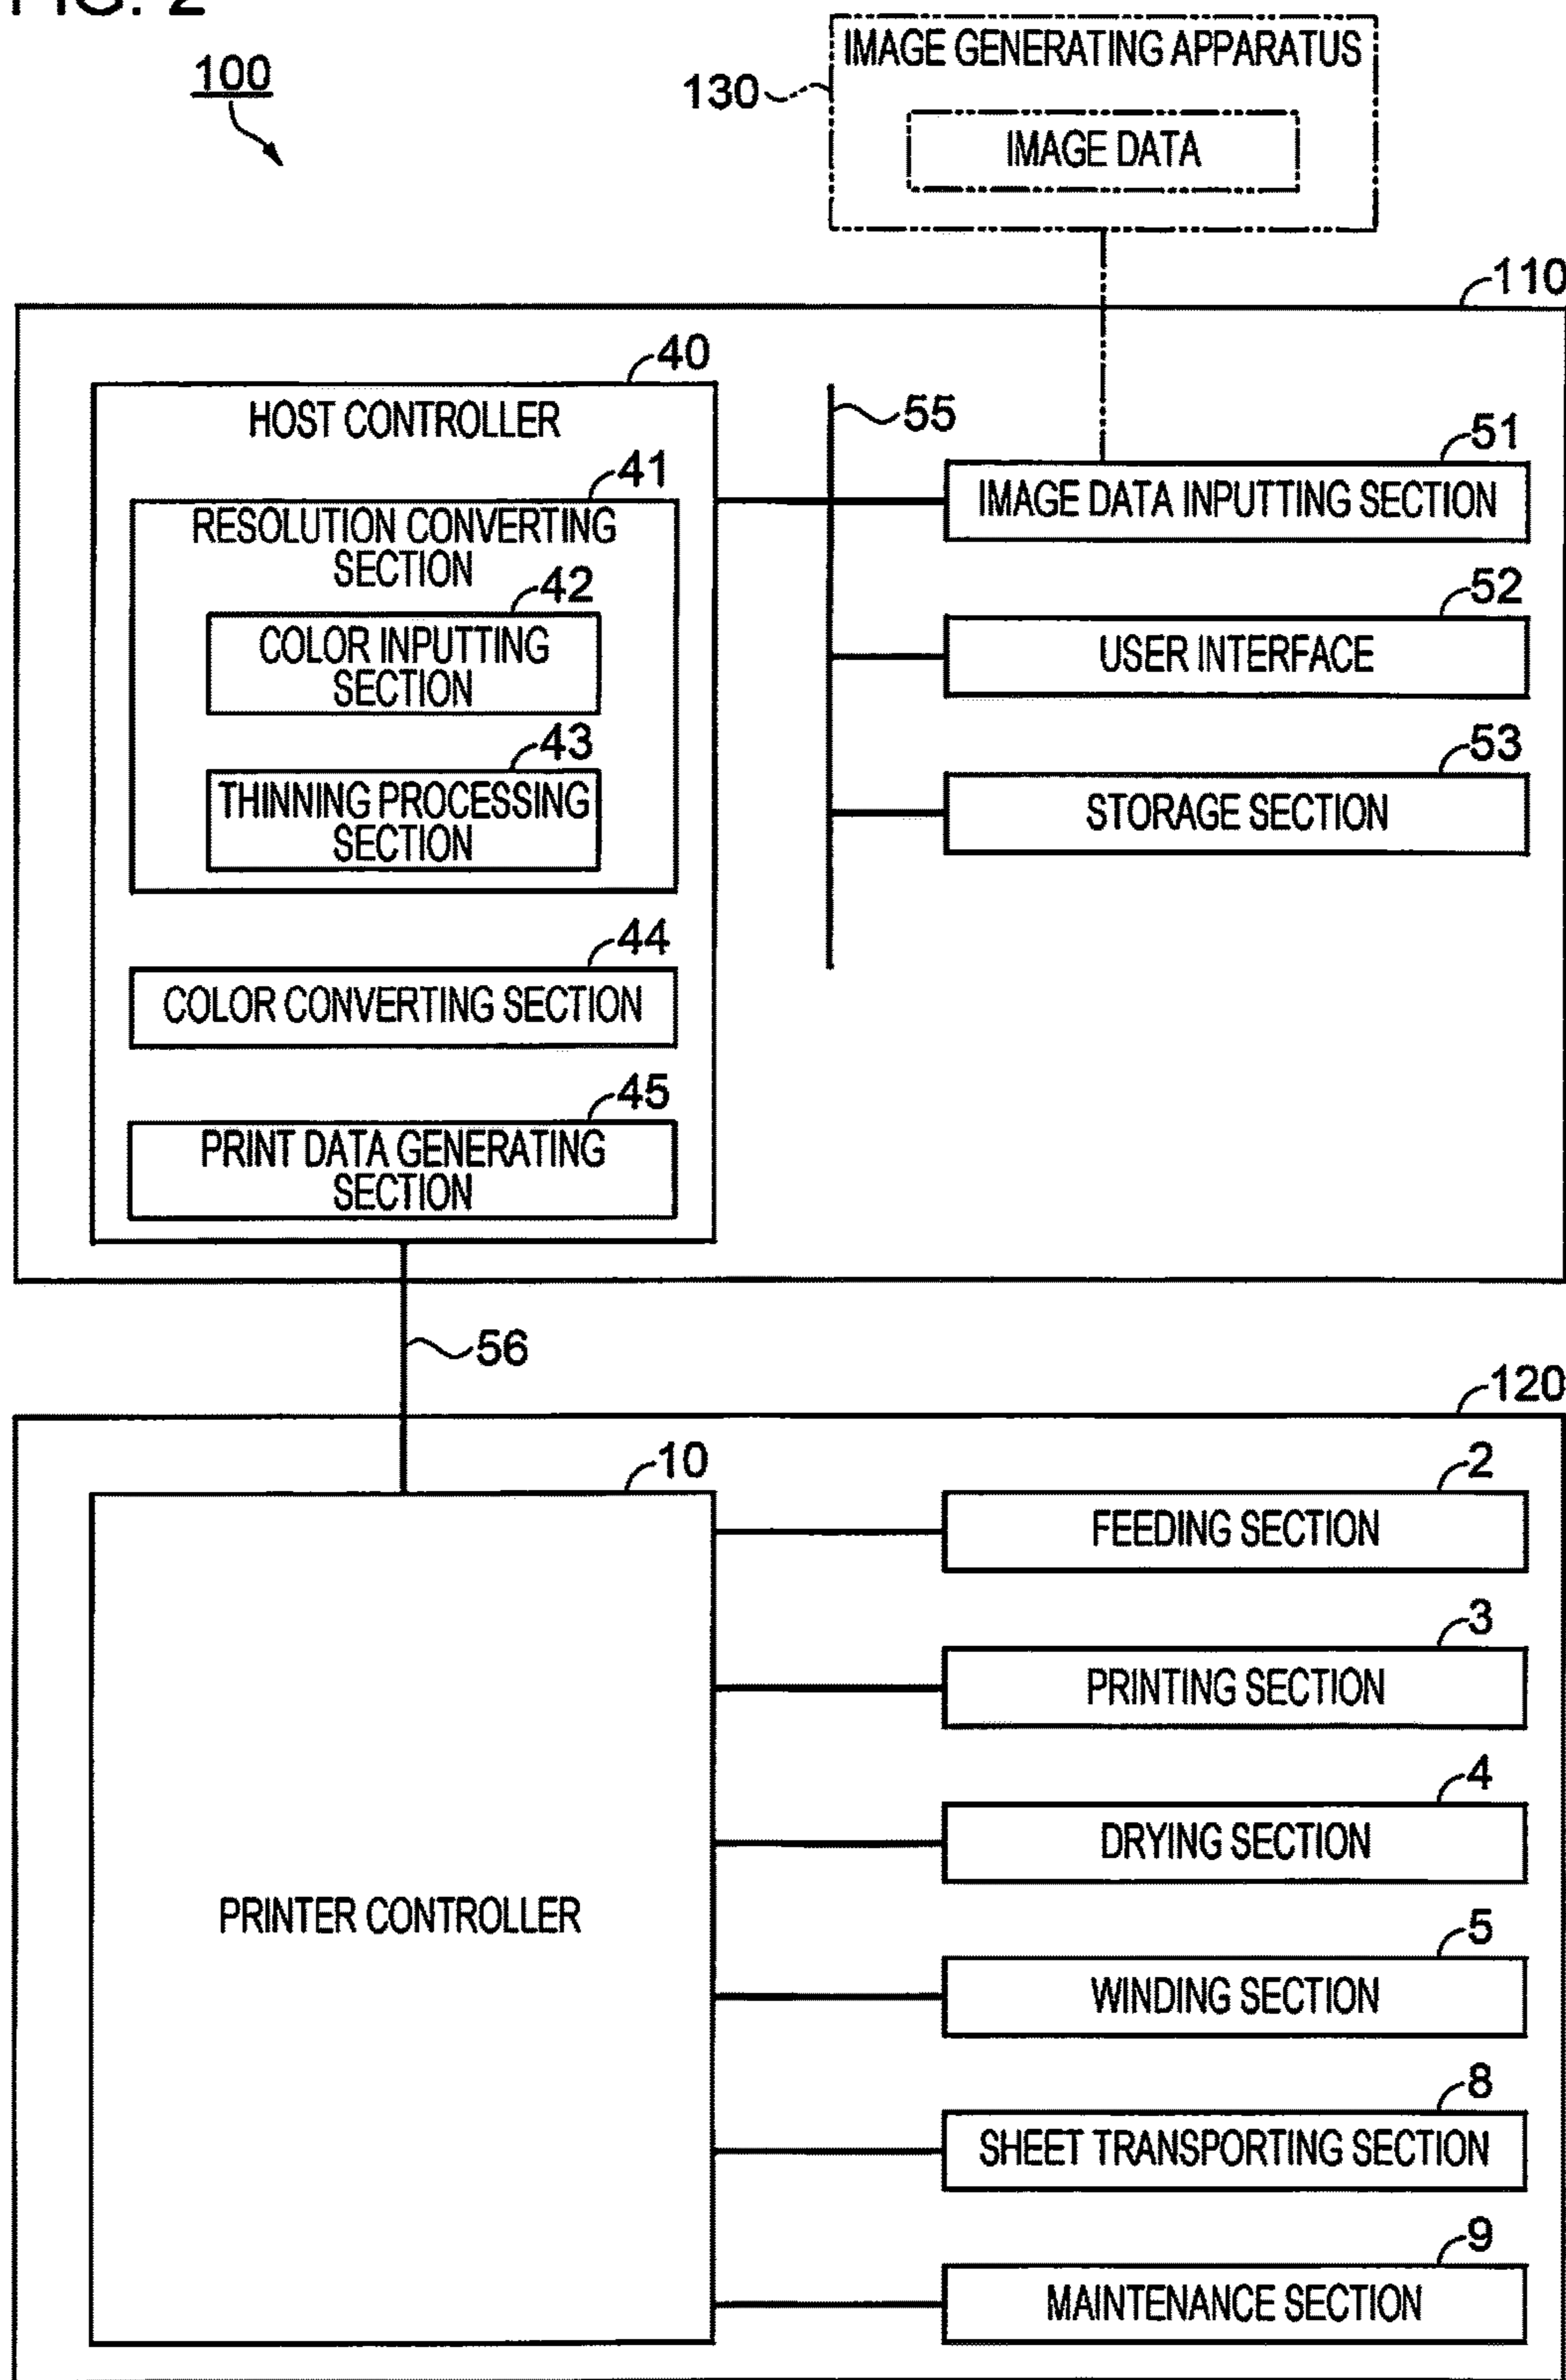 FIG. 2
100
IMAGE GENERATING APPARATUS
130
IMAGE DATA
110
40
HOST CONTROLLER
55
51
41
IMAGE DATA INPUTTING SECTION
RESOLUTION CONVERTING
SECTION
42
52
COLOR INPUTTING
SECTION
USER INTERFACE
43
53
THINNING PROCESSING
SECTION
STORAGE SECTION
44
COLOR CONVERTING SECTION
45
PRINT DATA GENERATING
SECTION
56
120
10
2
FEEDING SECTION
3
PRINTING SECTION
4
DRYING SECTION
PRINTER CONTROLLER
5
WINDING SECTION
8
SHEET TRANSPORTING SECTION
9
MAINTENANCE SECTION